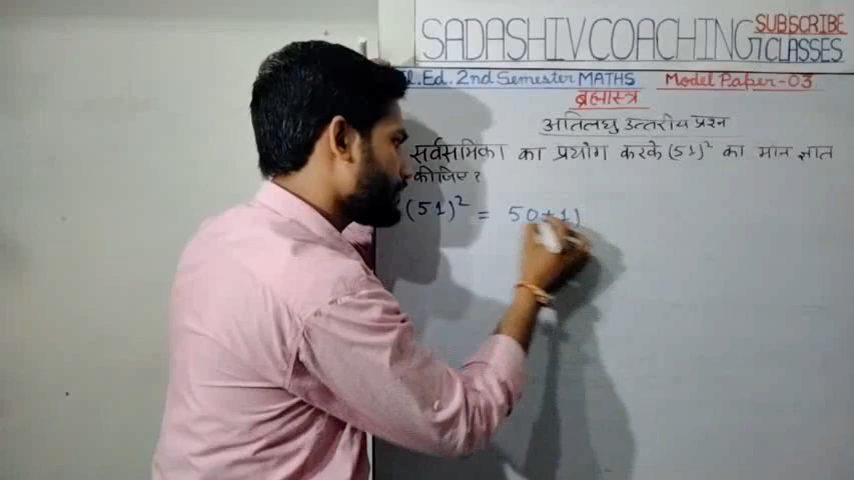 SADASHIV COACHING CLASSES
SUBSCRIBE
l.Ed. 2nd Semester MATHS Model Paper-03
ब्रह्मास्त्र
अतिलघु उत्तरीय प्रश्न
सर्वसमिका का प्रयोग करके (51)² का मान ज्ञात
कीजिए ?
(51)² = 50+1)